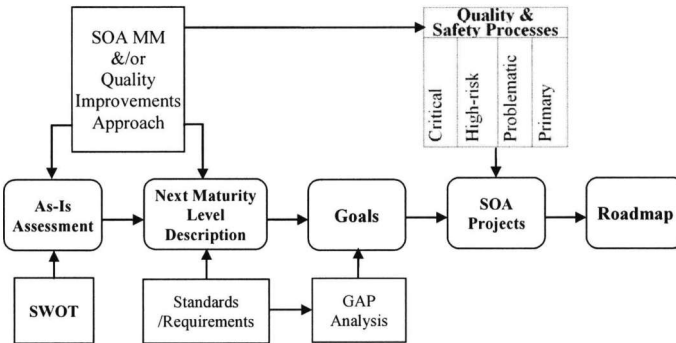 SOA MM
&/or
Quality
Improvements
Approach
Quality &
Safety Processes
Critical
High-risk
Problematic
Primary
As-Is
Assessment
Next Maturity
Level
Description
Goals
SOA
Projects
Roadmap
SWOT
Standards
/Requirements
GAP
Analysis